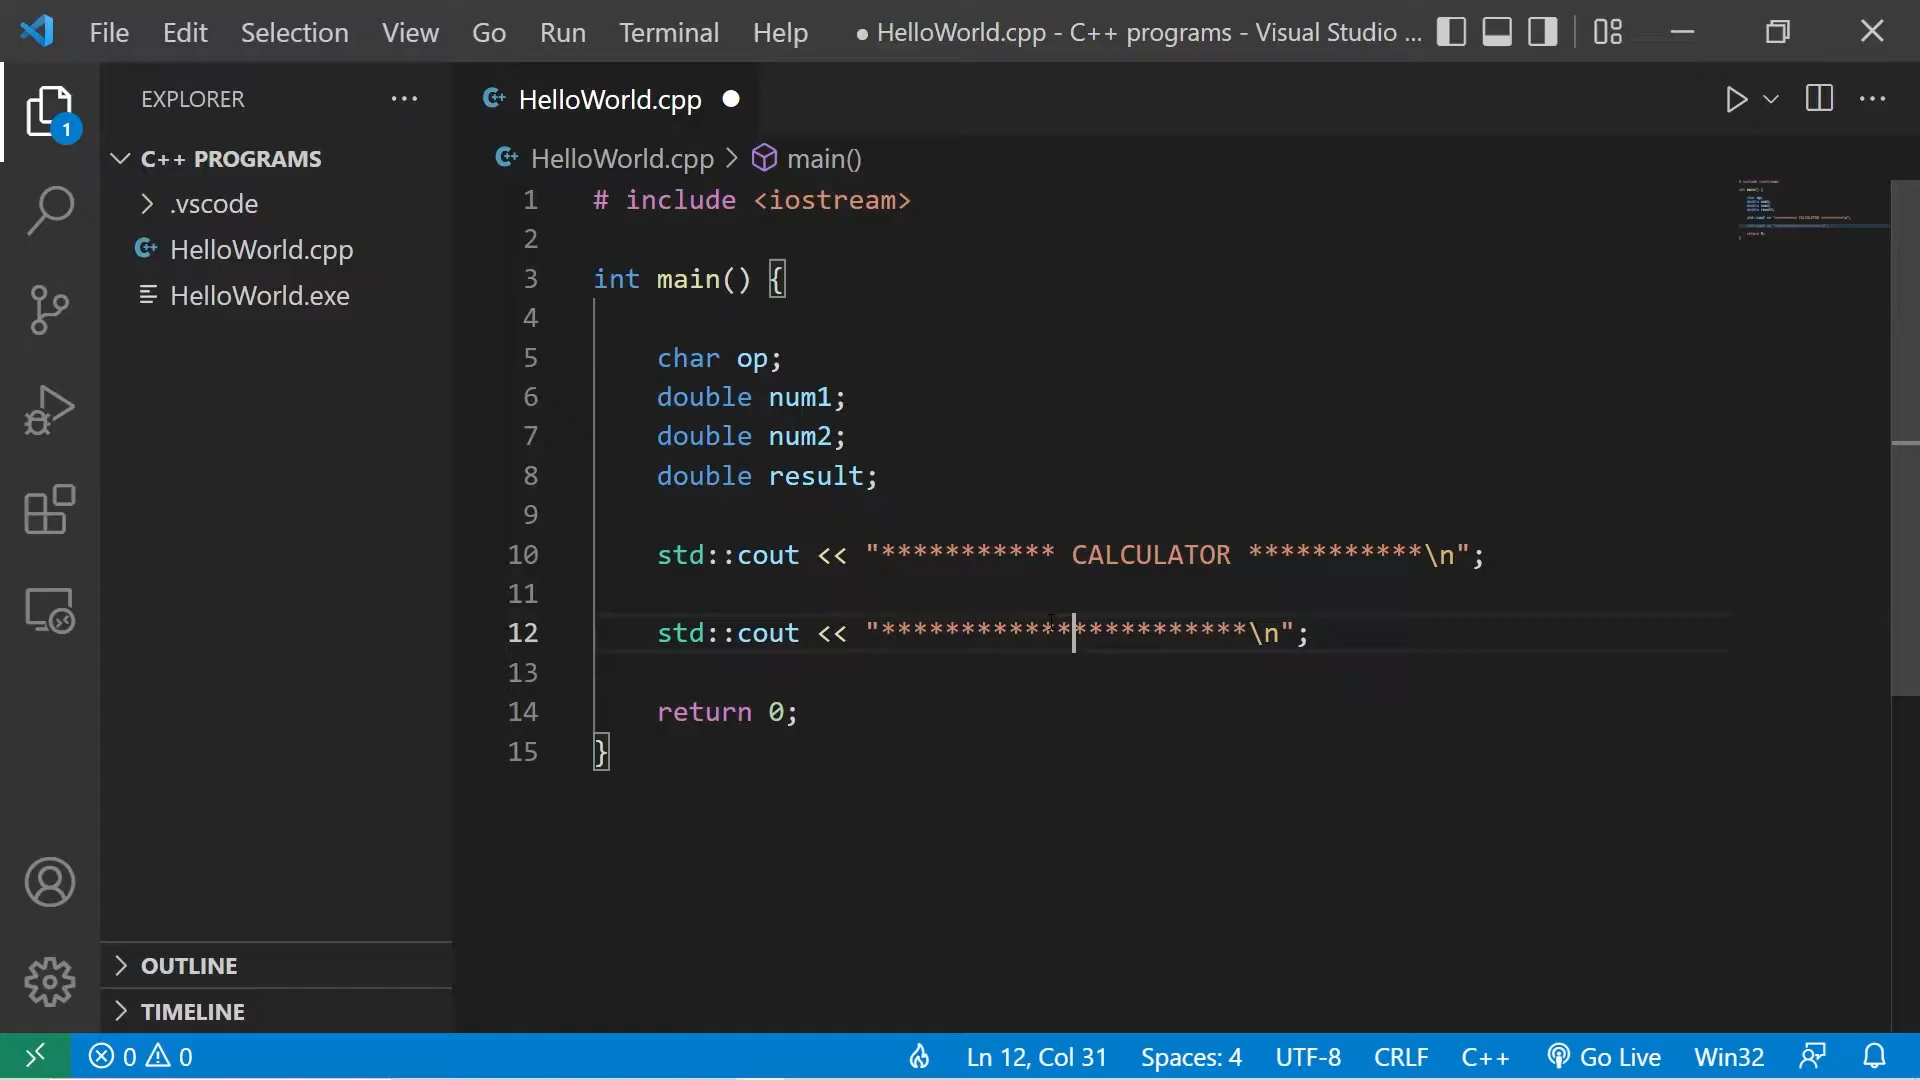 File Edit Selection View Go Run Terminal Help
● HelloWorld.cpp - C++ programs - Visual Studio ...
EXPLORER
1
C++ PROGRAMS
.vscode
HelloWorld.cpp
HelloWorld.exe
OUTLINE
TIMELINE
HelloWorld.cpp
HelloWorld.cpp > main()
1 # include <iostream>
2
3 int main() {
4
5 char op;
6 double num1;
7 double num2;
8 double result;
9
10 std::cout << "*********** CALCULATOR ***********\n";
11
12 std::cout << "***********************\n";
13
14 return 0;
15 }
0 0
Ln 12, Col 31 Spaces: 4 UTF-8 CRLF C++ Go Live Win32